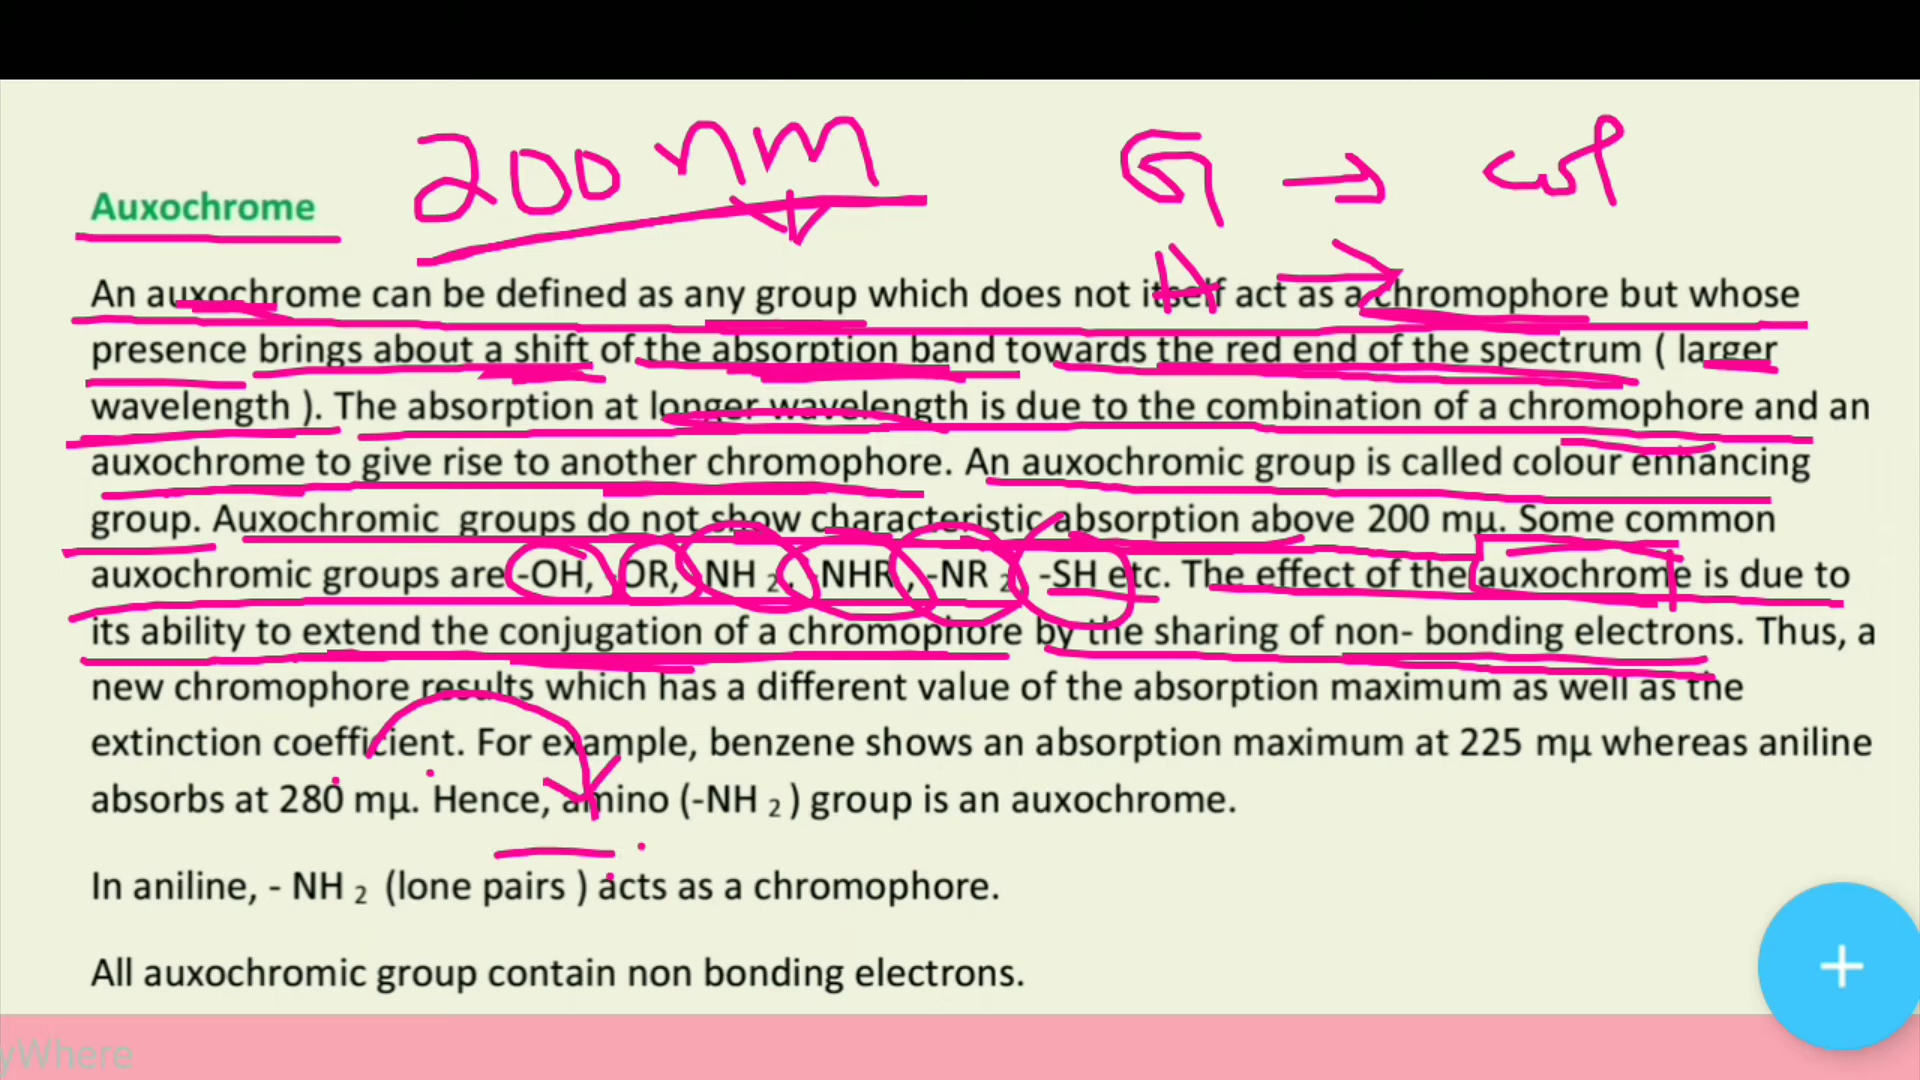 200 nm
Auxochrome
An auxochrome can be defined as any group which does not itself act as a chromophore but whose
presence brings about a shift of the absorption band towards the red end of the spectrum ( larger
wavelength ). The absorption at longer wavelength is due to the combination of a chromophore and an
auxochrome to give rise to another chromophore. An auxochromic group is called colour enhancing
group. Auxochromic groups do not show characteristic absorption above 200 mµ. Some common
auxochromic groups are -OH, -OR, -NH 2 , -NHR, -NR 2 -SH etc. The effect of the auxochrome is due to
its ability to extend the conjugation of a chromophore by the sharing of non- bonding electrons. Thus, a
new chromophore results which has a different value of the absorption maximum as well as the
extinction coefficient. For example, benzene shows an absorption maximum at 225 mµ whereas aniline
absorbs at 280 mµ. Hence, amino (-NH 2 ) group is an auxochrome.
In aniline, - NH 2 (lone pairs ) acts as a chromophore.
All auxochromic group contain non bonding electrons.
yWhere